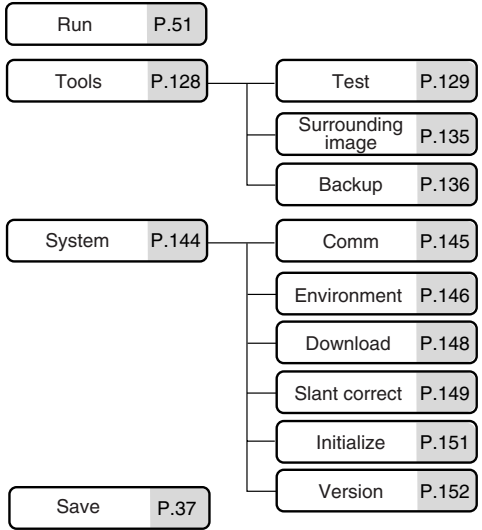 Run P.51
Tools P.128
Test P.129
Surrounding
image P.135
Backup P.136
System P.144
Comm P.145
Environment P.146
Download P.148
Slant correct P.149
Initialize P.151
Version P.152
Save P.37